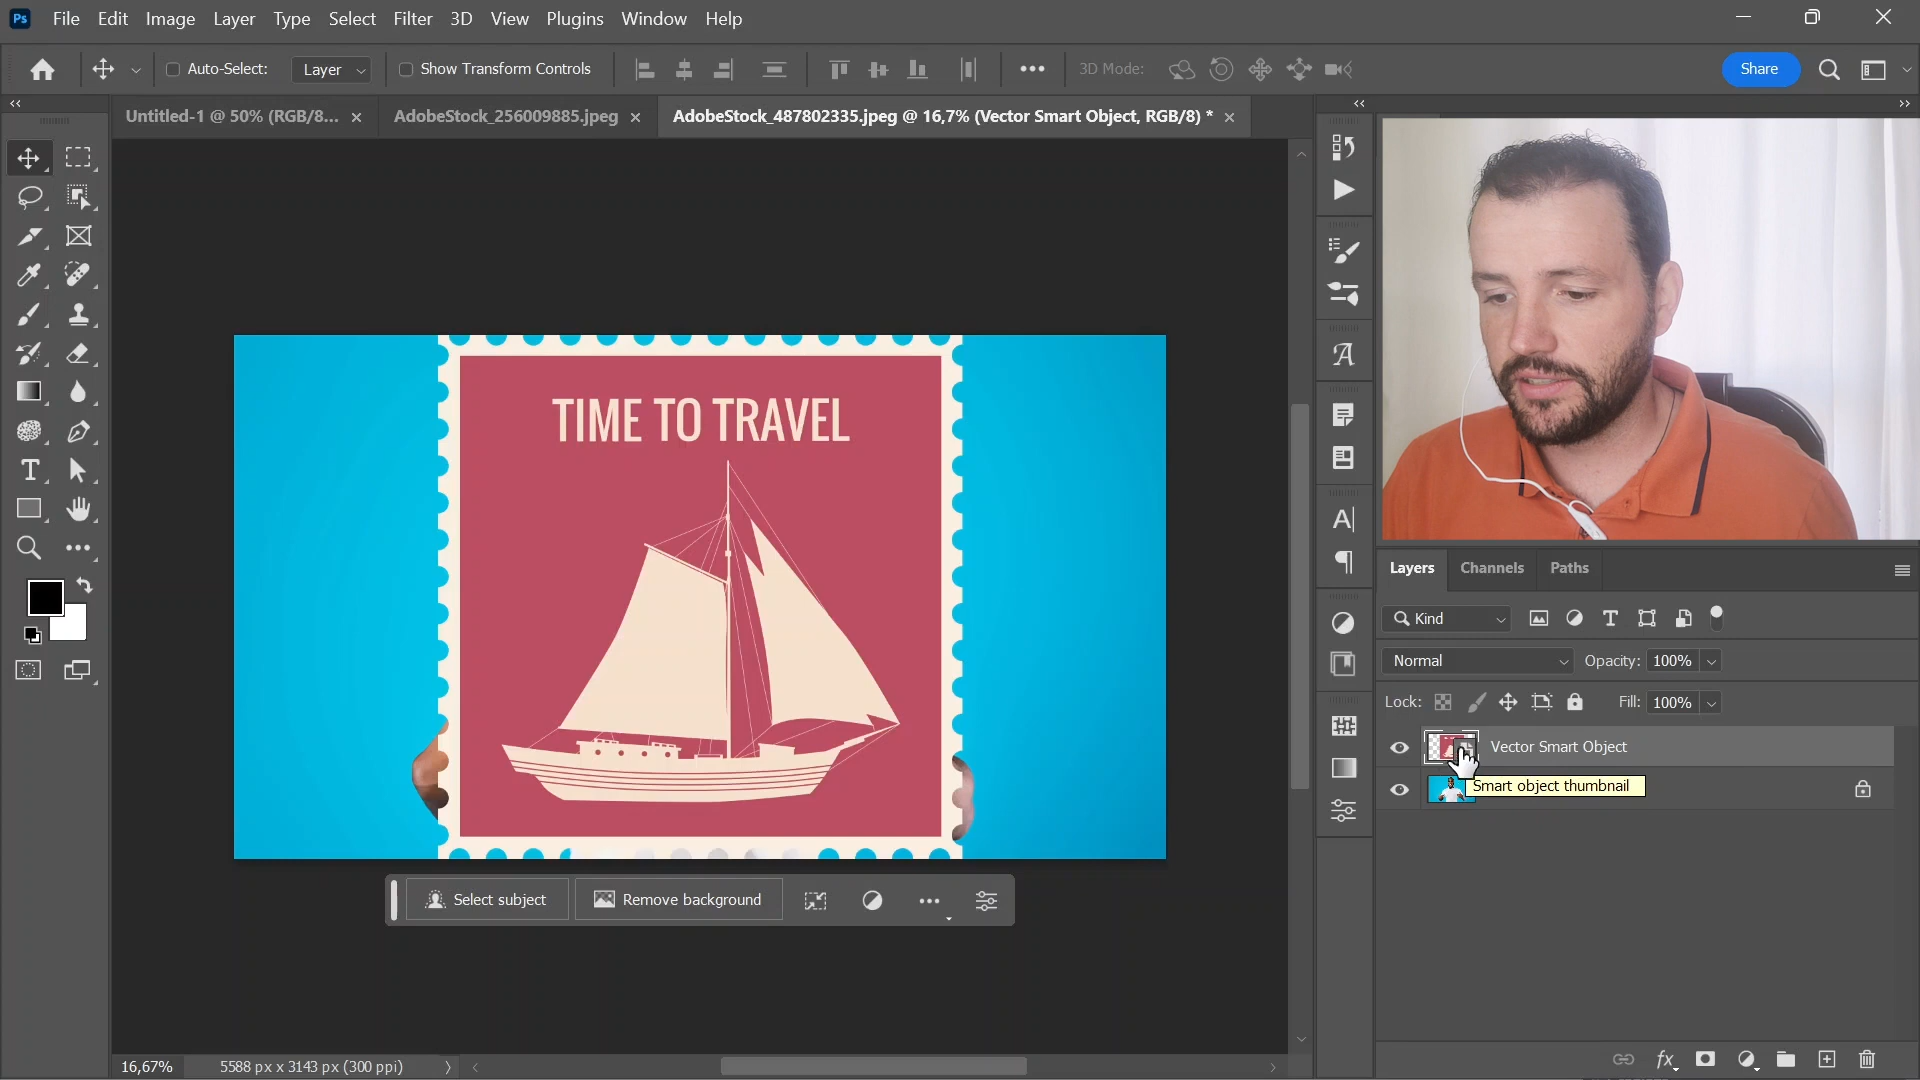 Ps File Edit Image Layer Type Select Filter 3D View Plugins Window Help
Auto-Select: Layer Show Transform Controls 3D Mode: Share
Untitled-1 @ 50% (RGB/8... AdobeStock_256009885.jpeg AdobeStock_487802335.jpeg @ 16,7% (Vector Smart Object, RGB/8) *
TIME TO TRAVEL
Layers Channels Paths
Kind
Normal Opacity: 100%
Lock: Fill: 100%
Vector Smart Object
Smart object thumbnail
Select subject Remove background
16,67% 5588 px x 3143 px (300 ppi)